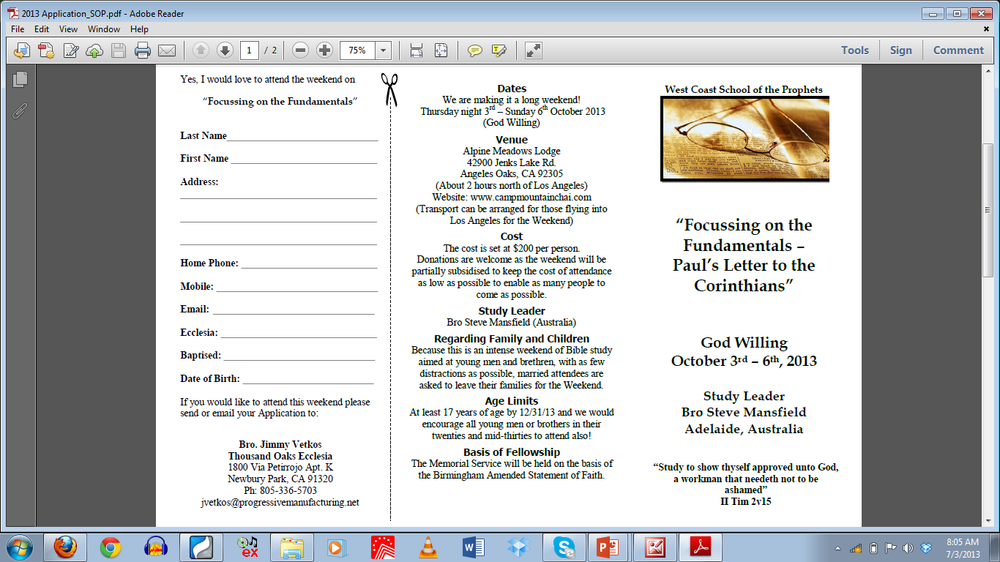 2013 Application_SOP.pdf - Adobe Reader
File Edit View Window Help
1 / 2 75% Tools Sign Comment
Yes, I would love to attend the weekend on
“Focussing on the Fundamentals”
Last Name
First Name
Address:
Home Phone:
Mobile:
Email:
Ecclesia:
Baptised:
Date of Birth:
If you would like to attend this weekend please
send or email your Application to:
Bro. Jimmy Vetkos
Thousand Oaks Ecclesia
1800 Via Petirrojo Apt. K
Newbury Park, CA 91320
Ph: 805-336-5703
jvetkos@progressivemanufacturing.net
Dates
We are making it a long weekend!
Thursday night 3rd – Sunday 6th October 2013
(God Willing)
Venue
Alpine Meadows Lodge
42900 Jenks Lake Rd.
Angeles Oaks, CA 92305
(About 2 hours north of Los Angeles)
Website: www.campmountainchai.com
(Transport can be arranged for those flying into
Los Angeles for the Weekend)
Cost
The cost is set at $200 per person.
Donations are welcome as the weekend will be
partially subsidised to keep the cost of attendance
as low as possible to enable as many people to
come as possible.
Study Leader
Bro Steve Mansfield (Australia)
Regarding Family and Children
Because this is an intense weekend of Bible study
aimed at young men and brethren, with as few
distractions as possible, married attendees are
asked to leave their families for the Weekend.
Age Limits
At least 17 years of age by 12/31/13 and we would
encourage all young men or brothers in their
twenties and mid-thirties to attend also!
Basis of Fellowship
The Memorial Service will be held on the basis of
the Birmingham Amended Statement of Faith.
West Coast School of the Prophets
“Focussing on the
Fundamentals –
Paul’s Letter to the
Corinthians”
God Willing
October 3rd – 6th, 2013
Study Leader
Bro Steve Mansfield
Adelaide, Australia
“Study to show thyself approved unto God,
a workman that needeth not to be
ashamed”
II Tim 2v15
ex
8:05 AM
7/3/2013